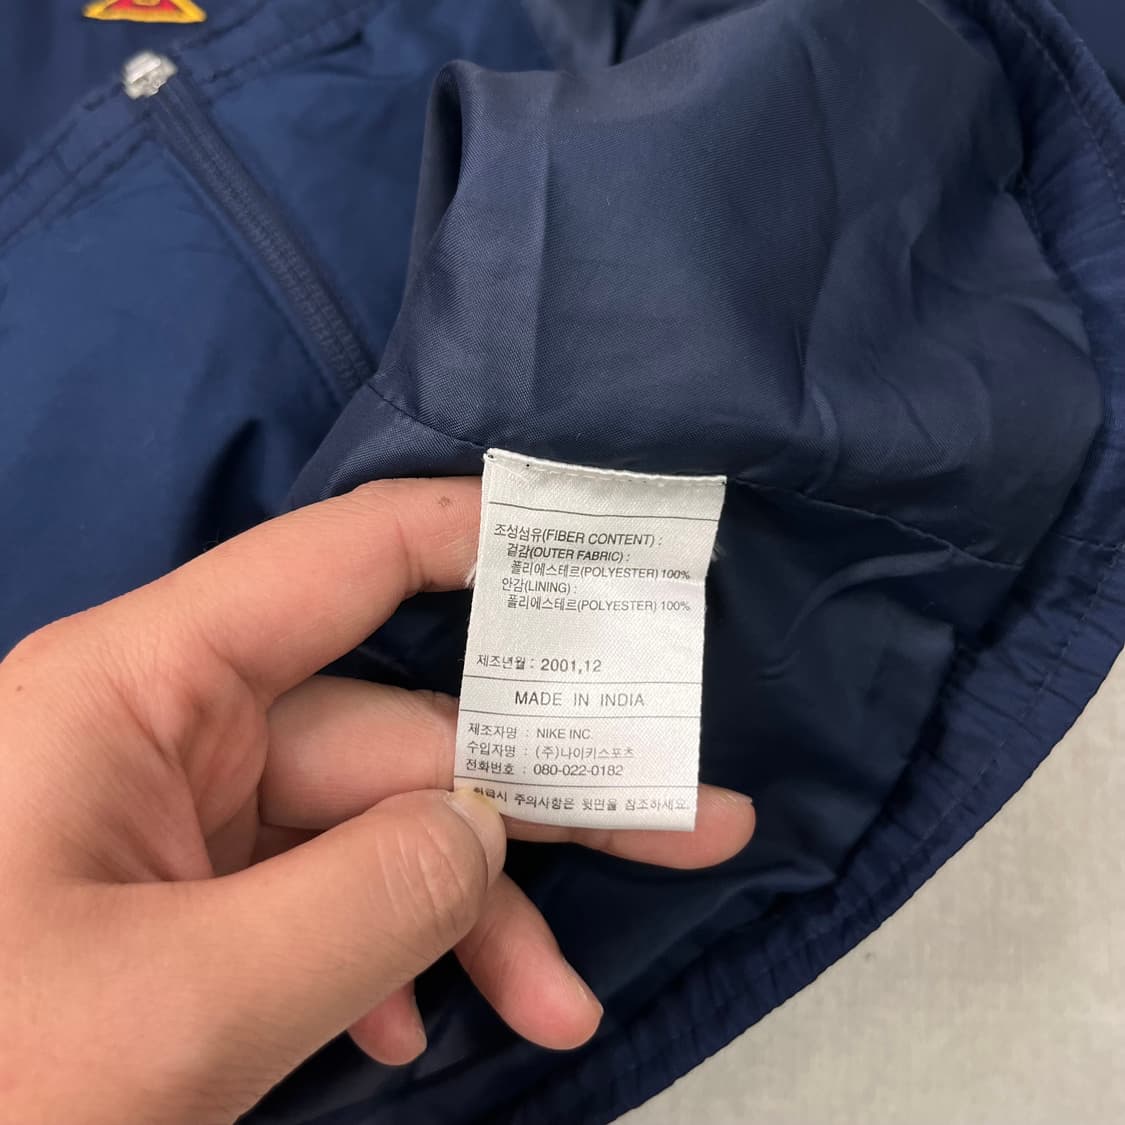 조성섬유(FIBER CONTENT) :
겉감(OUTER FABRIC) :
폴리에스테르(POLYESTER) 100%
안감(LINING) :
폴리에스테르(POLYESTER) 100%
제조년월 : 2001,12
MADE IN INDIA
제조자명 : NIKE INC.
수입자명 : (주)나이키스포츠
전화번호 : 080-022-0182
주의사항은 뒷면을 참조하세요.